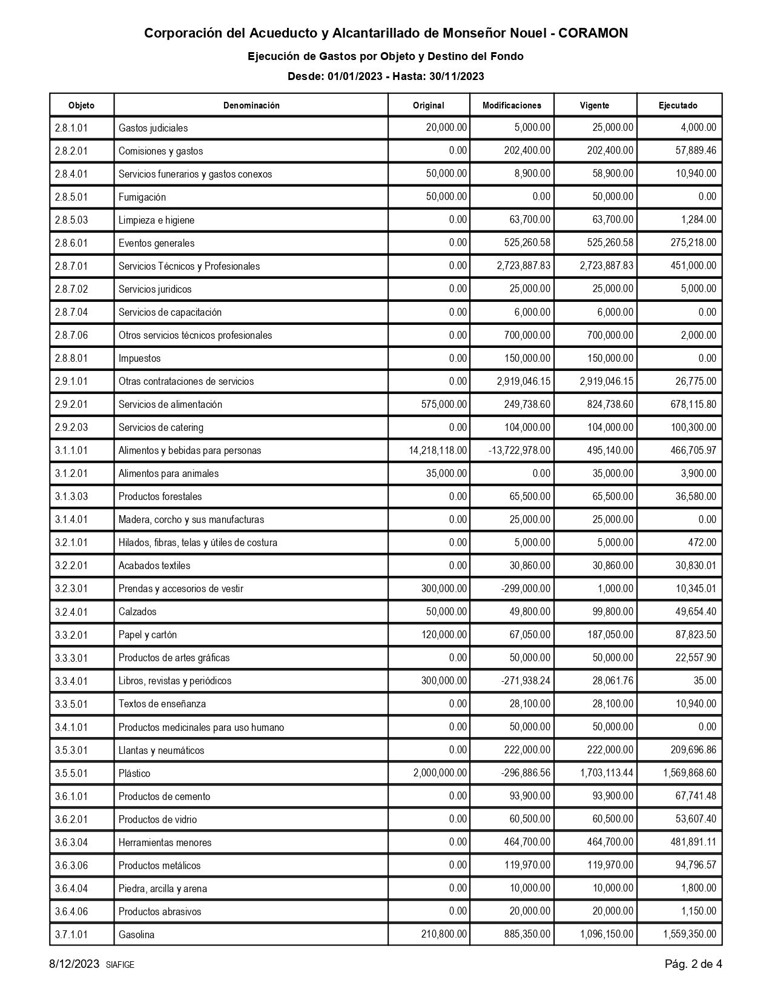 Corporación del Acueducto y Alcantarillado de Monseñor Nouel - CORAMON
Ejecución de Gastos por Objeto y Destino del Fondo
Desde: 01/01/2023 - Hasta: 30/11/2023
Objeto Denominación Original Modificaciones Vigente Ejecutado
2.8.1.01 Gastos judiciales 20,000.00 5,000.00 25,000.00 4,000.00
2.8.2.01 Comisiones y gastos 0.00 202,400.00 202,400.00 57,889.46
2.8.4.01 Servicios funerarios y gastos conexos 50,000.00 8,900.00 58,900.00 10,940.00
2.8.5.01 Fumigación 50,000.00 0.00 50,000.00 0.00
2.8.5.03 Limpieza e higiene 0.00 63,700.00 63,700.00 1,284.00
2.8.6.01 Eventos generales 0.00 525,260.58 525,260.58 275,218.00
2.8.7.01 Servicios Técnicos y Profesionales 0.00 2,723,887.83 2,723,887.83 451,000.00
2.8.7.02 Servicios juridicos 0.00 25,000.00 25,000.00 5,000.00
2.8.7.04 Servicios de capacitación 0.00 6,000.00 6,000.00 0.00
2.8.7.06 Otros servicios técnicos profesionales 0.00 700,000.00 700,000.00 2,000.00
2.8.8.01 Impuestos 0.00 150,000.00 150,000.00 0.00
2.9.1.01 Otras contrataciones de servicios 0.00 2,919,046.15 2,919,046.15 26,775.00
2.9.2.01 Servicios de alimentación 575,000.00 249,738.60 824,738.60 678,115.80
2.9.2.03 Servicios de catering 0.00 104,000.00 104,000.00 100,300.00
3.1.1.01 Alimentos y bebidas para personas 14,218,118.00 -13,722,978.00 495,140.00 466,705.97
3.1.2.01 Alimentos para animales 35,000.00 0.00 35,000.00 3,900.00
3.1.3.03 Productos forestales 0.00 65,500.00 65,500.00 36,580.00
3.1.4.01 Madera, corcho y sus manufacturas 0.00 25,000.00 25,000.00 0.00
3.2.1.01 Hilados, fibras, telas y útiles de costura 0.00 5,000.00 5,000.00 472.00
3.2.2.01 Acabados textiles 0.00 30,860.00 30,860.00 30,830.01
3.2.3.01 Prendas y accesorios de vestir 300,000.00 -299,000.00 1,000.00 10,345.01
3.2.4.01 Calzados 50,000.00 49,800.00 99,800.00 49,654.40
3.3.2.01 Papel y cartón 120,000.00 67,050.00 187,050.00 87,823.50
3.3.3.01 Productos de artes gráficas 0.00 50,000.00 50,000.00 22,557.90
3.3.4.01 Libros, revistas y periódicos 300,000.00 -271,938.24 28,061.76 35.00
3.3.5.01 Textos de enseñanza 0.00 28,100.00 28,100.00 10,940.00
3.4.1.01 Productos medicinales para uso humano 0.00 50,000.00 50,000.00 0.00
3.5.3.01 Llantas y neumáticos 0.00 222,000.00 222,000.00 209,696.86
3.5.5.01 Plástico 2,000,000.00 -296,886.56 1,703,113.44 1,569,868.60
3.6.1.01 Productos de cemento 0.00 93,900.00 93,900.00 67,741.48
3.6.2.01 Productos de vidrio 0.00 60,500.00 60,500.00 53,607.40
3.6.3.04 Herramientas menores 0.00 464,700.00 464,700.00 481,891.11
3.6.3.06 Productos metálicos 0.00 119,970.00 119,970.00 94,796.57
3.6.4.04 Piedra, arcilla y arena 0.00 10,000.00 10,000.00 1,800.00
3.6.4.06 Productos abrasivos 0.00 20,000.00 20,000.00 1,150.00
3.7.1.01 Gasolina 210,800.00 885,350.00 1,096,150.00 1,559,350.00
8/12/2023 SIAFIGE Pág. 2 de 4